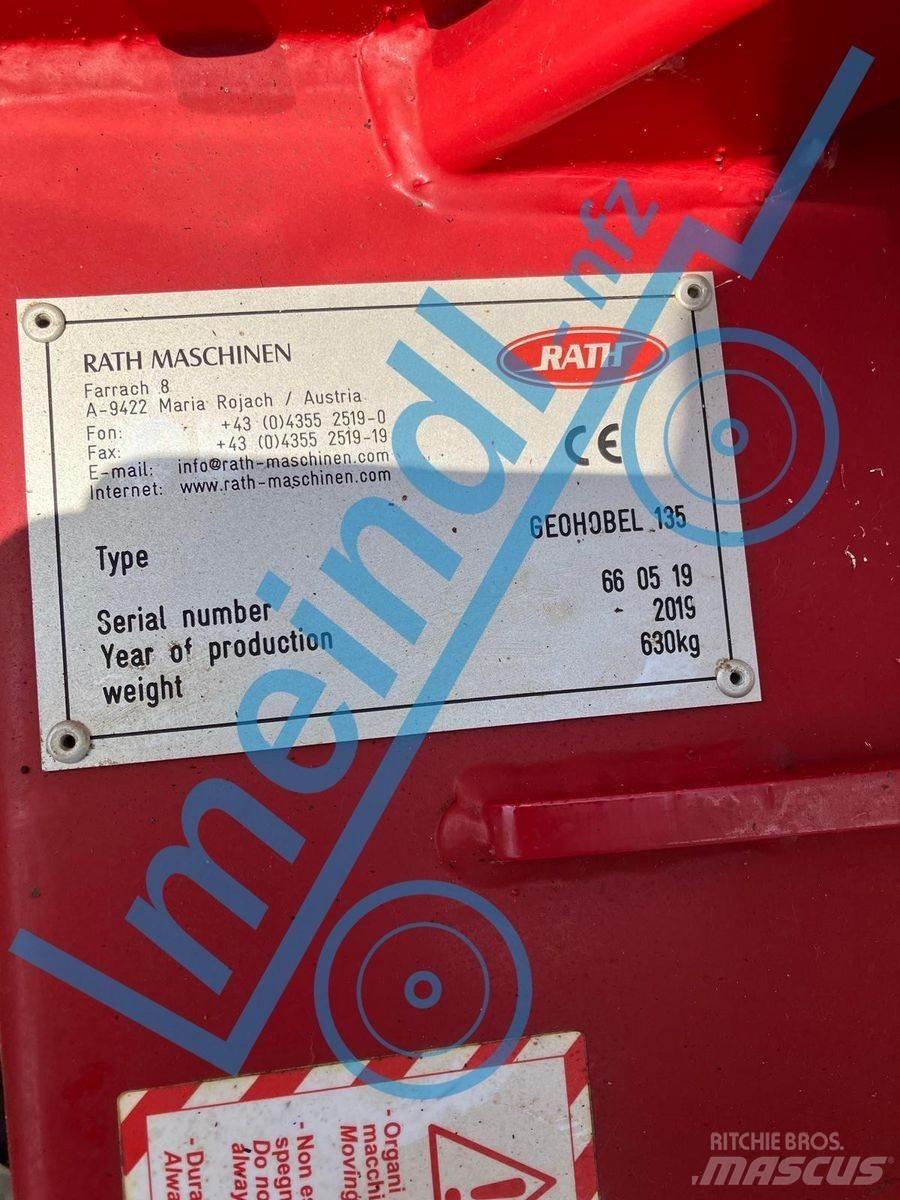 RATH MASCHINEN
Farrach 8
A-9422 Maria Rojach / Austria
Fon: +43 (0)4355 2519-0
Fax: +43 (0)4355 2519-19
E-mail: info@rath-maschinen.com
Internet: www.rath-maschinen.com
RATH
CE
Type GEOHOBEL 135
Serial number 66 05 19
Year of production 2019
weight 630kg
meindl.nfz
- Organi
macchi
Moving
- Non es
spegn
Do no
alway
- Dura
Alwa
RITCHIE BROS.
MASCUS